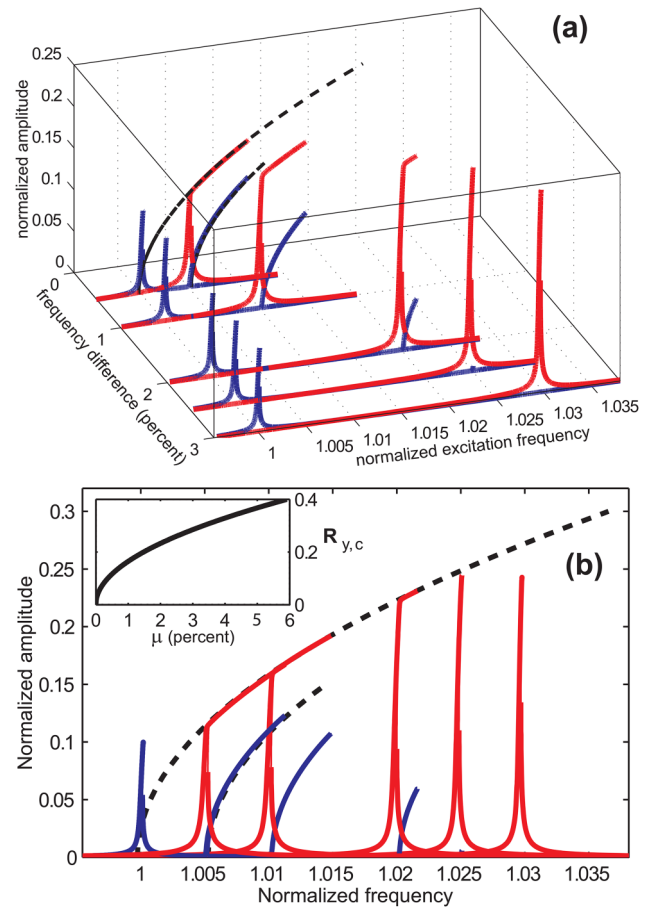 (a)
0.25
0.2
0.15
0.1
0.05
0
normalized amplitude
0
1
2
3
frequency difference (percent)
1
1.005
1.01
1.015
1.02
1.025
1.03
1.035
normalized excitation frequency
(b)
0.3
0.25
0.2
0.15
0.1
0.05
0
Normalized amplitude
0.4
0.2
0
R y,c
0 1 2 3 4 5 6
μ (percent)
1 1.005 1.01 1.015 1.02 1.025 1.03 1.035
Normalized frequency